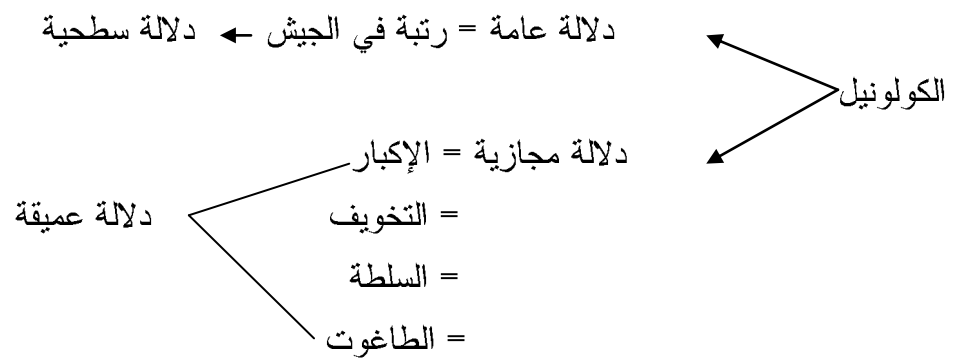 دلالة عامة = رتبة في الجيش ← دلالة سطحية
الكولونيل
دلالة مجازية = الإكبار
= التخويف
دلالة عميقة
= السلطة
= الطاغوت